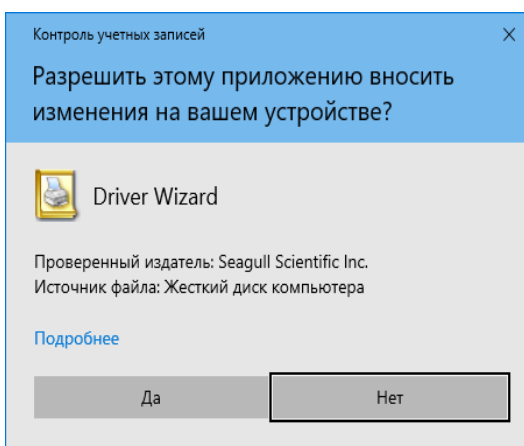 Контроль учетных записей
Разрешить этому приложению вносить
изменения на вашем устройстве?
Driver Wizard
Проверенный издатель: Seagull Scientific Inc.
Источник файла: Жесткий диск компьютера
Подробнее
Да
Нет